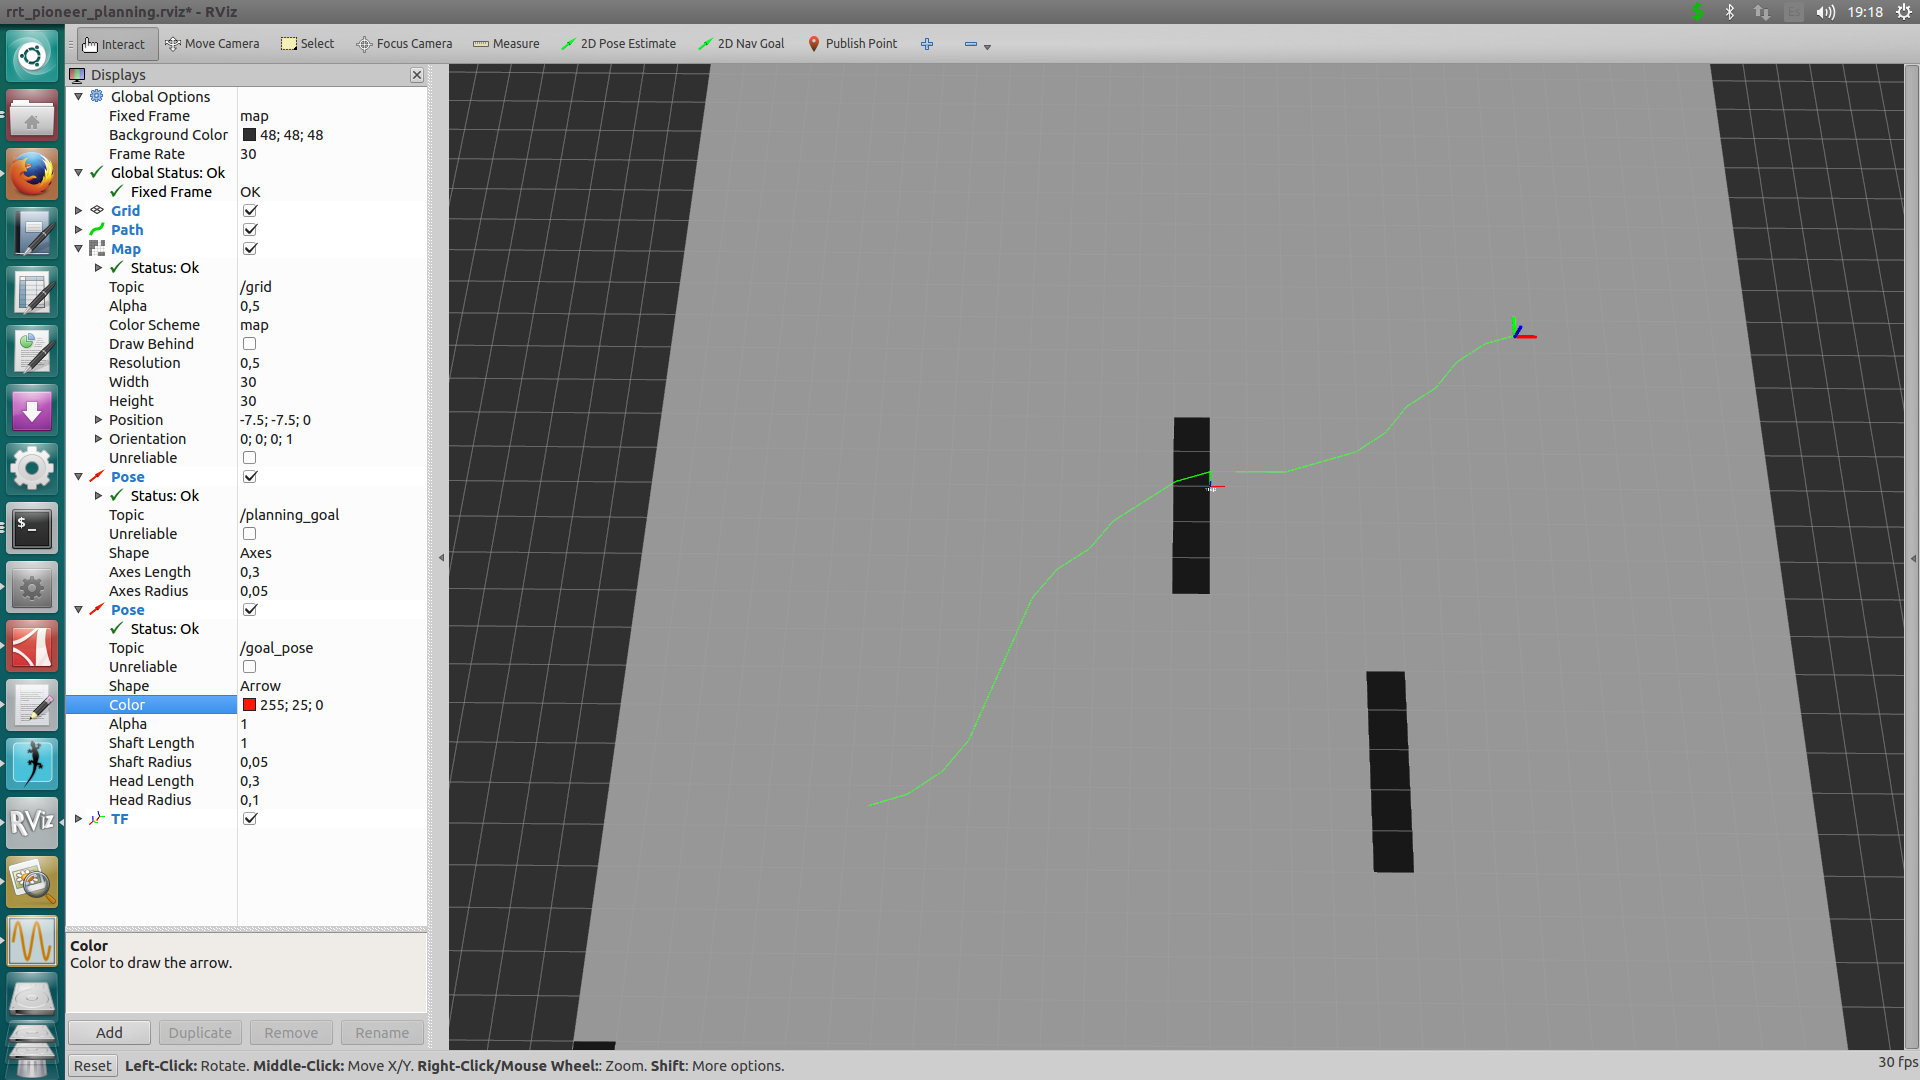 rrt_pioneer_planning.rviz* - RViz
19:18
Interact
Move Camera
Select
Focus Camera
Measure
2D Pose Estimate
2D Nav Goal
Publish Point
Displays
Global Options
Fixed Frame map
Background Color 48; 48; 48
Frame Rate 30
Global Status: Ok
Fixed Frame OK
Grid
Path
Map
Status: Ok
Topic /grid
Alpha 0,5
Color Scheme map
Draw Behind
Resolution 0,5
Width 30
Height 30
Position -7.5; -7.5; 0
Orientation 0; 0; 0; 1
Unreliable
Pose
Status: Ok
Topic /planning_goal
Unreliable
Shape Axes
Axes Length 0,3
Axes Radius 0,05
Pose
Status: Ok
Topic /goal_pose
Unreliable
Shape Arrow
Color 255; 25; 0
Alpha 1
Shaft Length 1
Shaft Radius 0,05
Head Length 0,3
Head Radius 0,1
TF
RViz
Color
Color to draw the arrow.
Add
Duplicate
Remove
Rename
Reset
Left-Click: Rotate. Middle-Click: Move X/Y. Right-Click/Mouse Wheel:: Zoom. Shift: More options.
30 fps